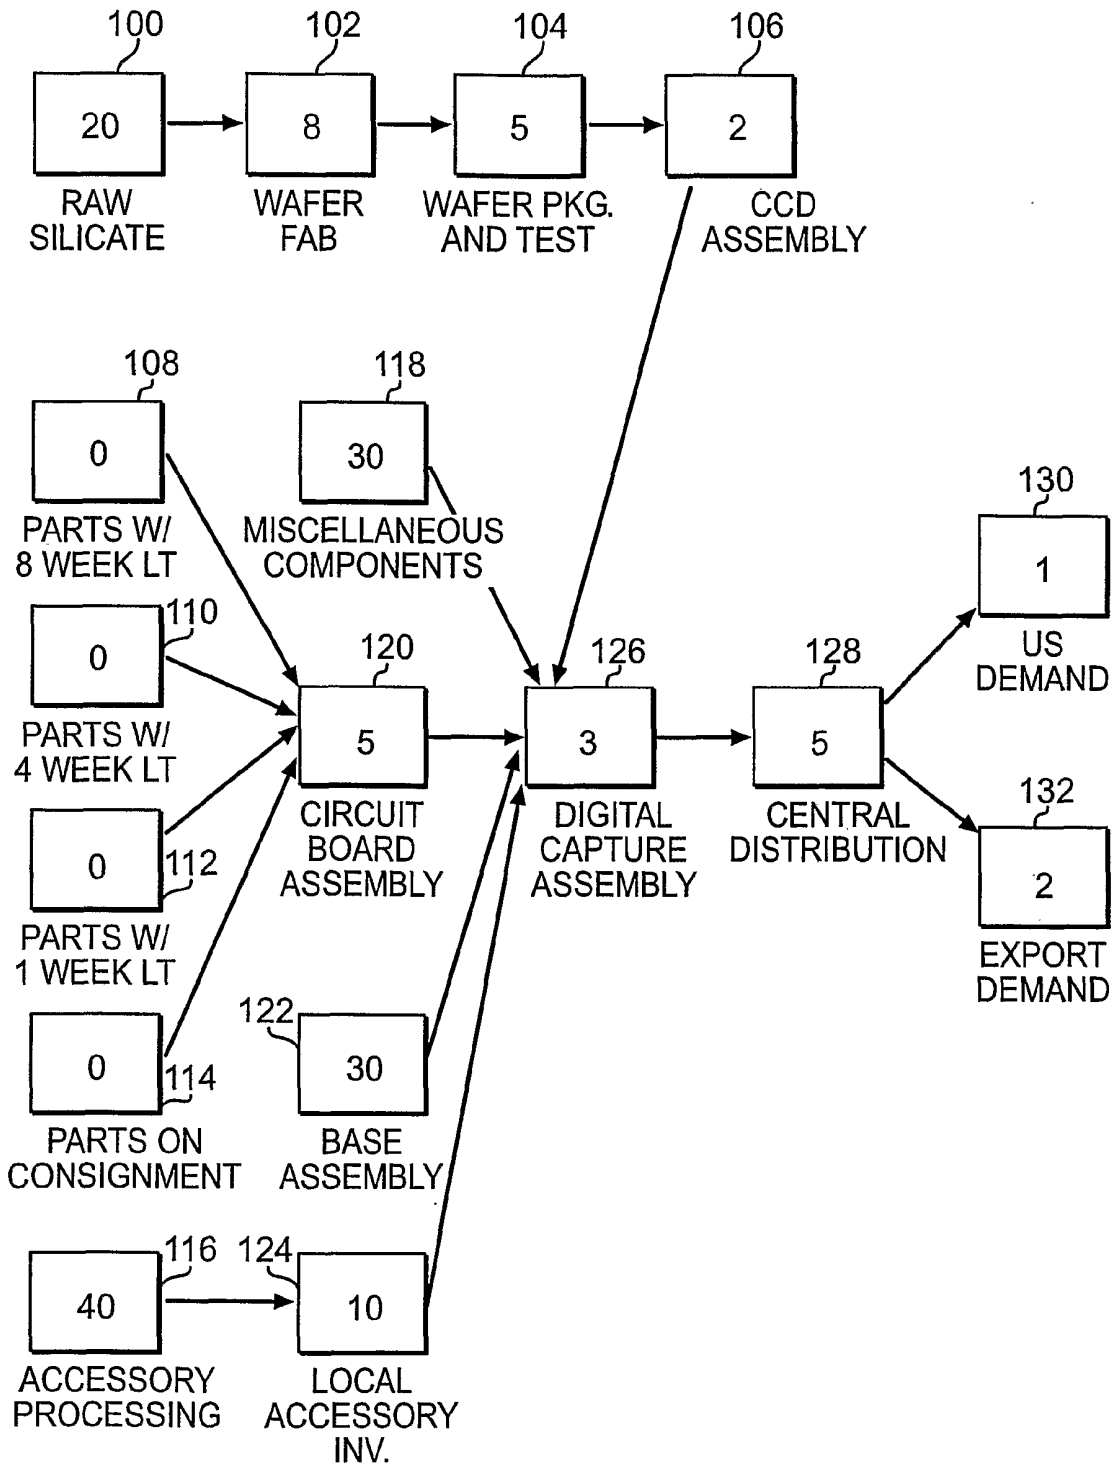 100
102
104
106
20
8
5
2
RAW
SILICATE
WAFER
FAB
WAFER PKG.
AND TEST
CCD
ASSEMBLY
108
118
0
30
PARTS W/
8 WEEK LT
MISCELLANEOUS
COMPONENTS
130
1
US
DEMAND
110
0
PARTS W/
4 WEEK LT
120
5
CIRCUIT
BOARD
ASSEMBLY
126
3
DIGITAL
CAPTURE
ASSEMBLY
128
5
CENTRAL
DISTRIBUTION
132
2
EXPORT
DEMAND
0
112
PARTS W/
1 WEEK LT
0
114
PARTS ON
CONSIGNMENT
122
30
BASE
ASSEMBLY
116
40
ACCESSORY
PROCESSING
124
10
LOCAL
ACCESSORY
INV.